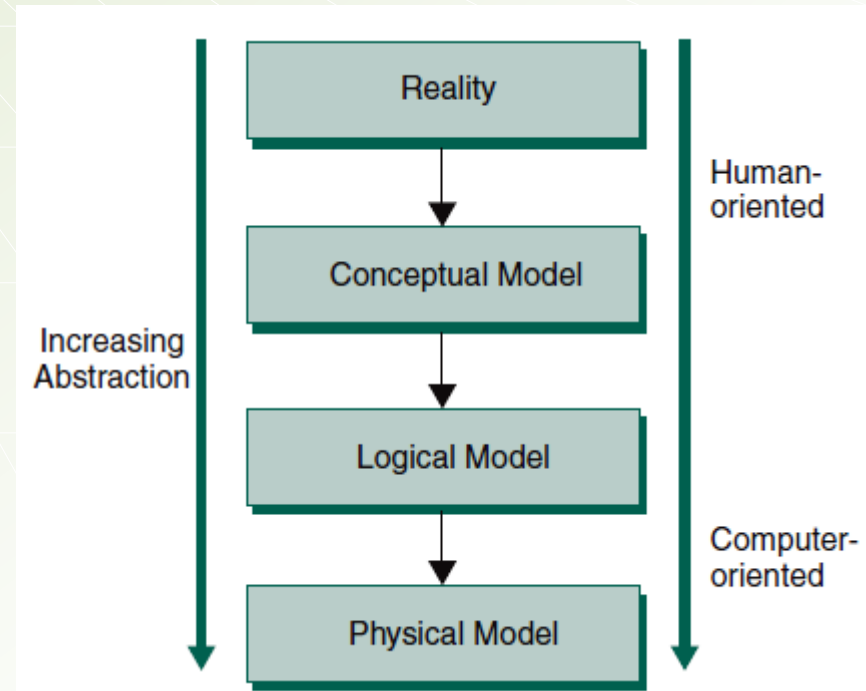 Reality
Human-
oriented
Conceptual Model
Increasing
Abstraction
Logical Model
Computer-
oriented
Physical Model